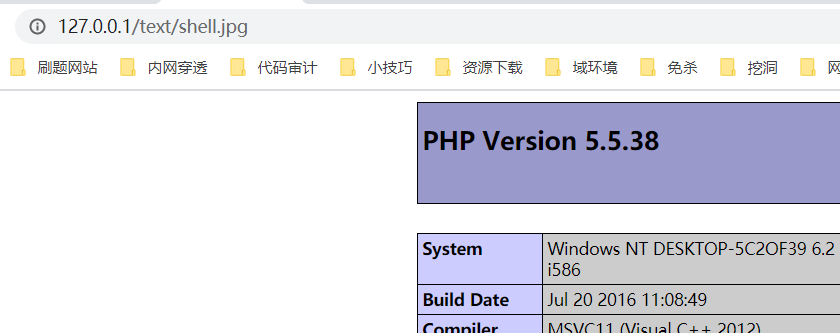 127.0.0.1/text/shell.jpg
刷题网站 内网穿透 代码审计 小技巧 资源下载 域环境 免杀 挖洞
PHP Version 5.5.38
System Windows NT DESKTOP-5C2OF39 6.2
i586
Build Date Jul 20 2016 11:08:49
Compiler MSVC11 (Visual C++ 2012)